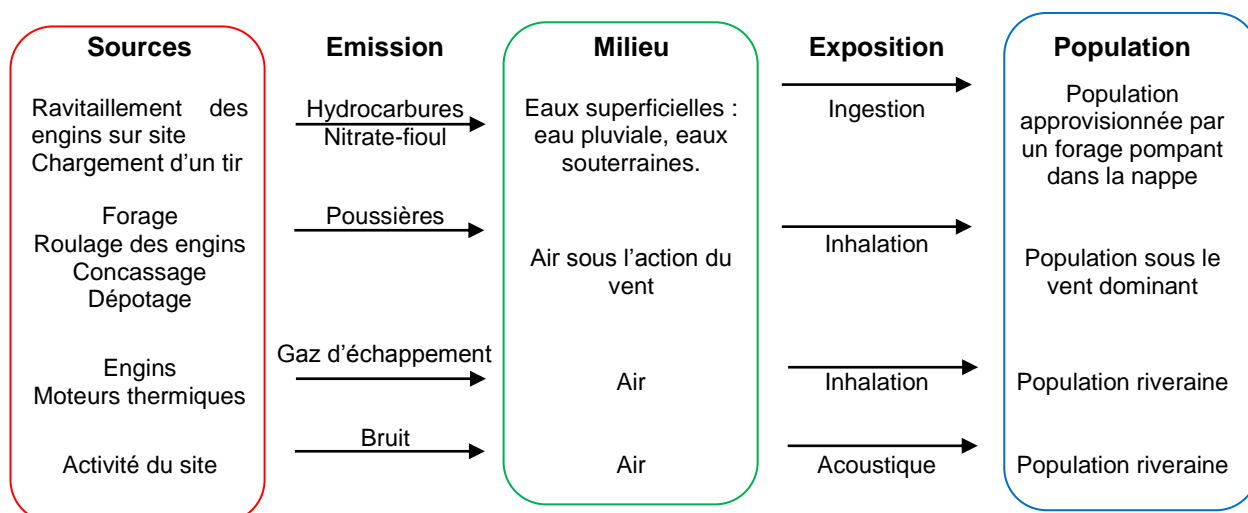 Sources Emission Milieu Exposition Population
Ravitaillement des
engins sur site
Chargement d'un tir
Hydrocarbures
Nitrate-fioul
Eaux superficielles :
eau pluviale, eaux
souterraines.
Ingestion
Population
approvisionnée par
un forage pompant
dans la nappe
Forage
Roulage des engins
Concassage
Dépotage
Poussières
Air sous l'action du
vent
Inhalation
Population sous le
vent dominant
Engins
Moteurs thermiques
Gaz d'échappement
Air
Inhalation
Population riveraine
Activité du site
Bruit
Air
Acoustique
Population riveraine